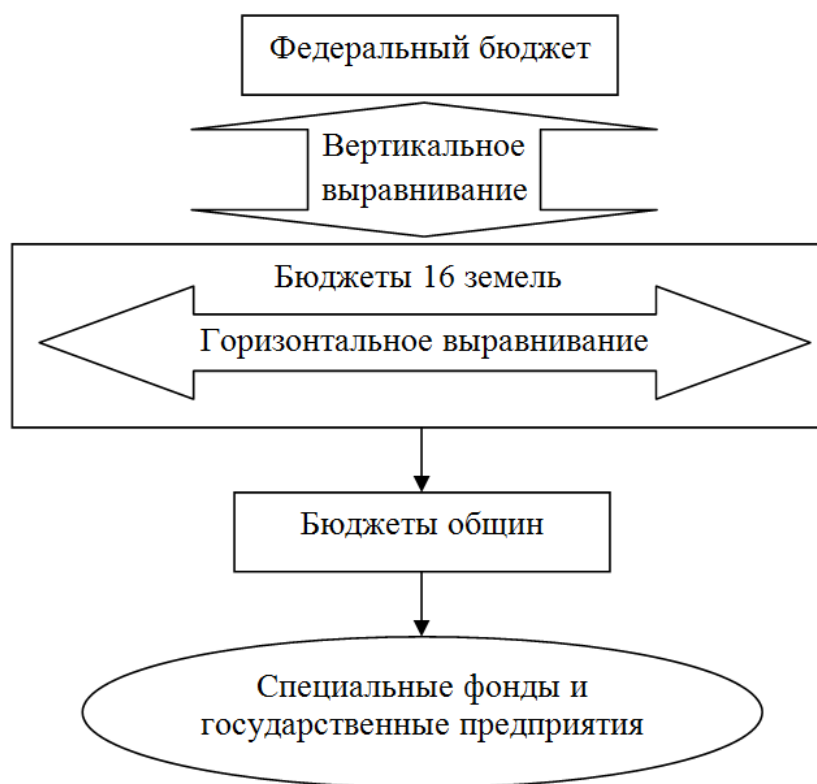 Федеральный бюджет
Вертикальное
выравнивание
Бюджеты 16 земель
Горизонтальное выравнивание
Бюджеты общин
Специальные фонды и
государственные предприятия